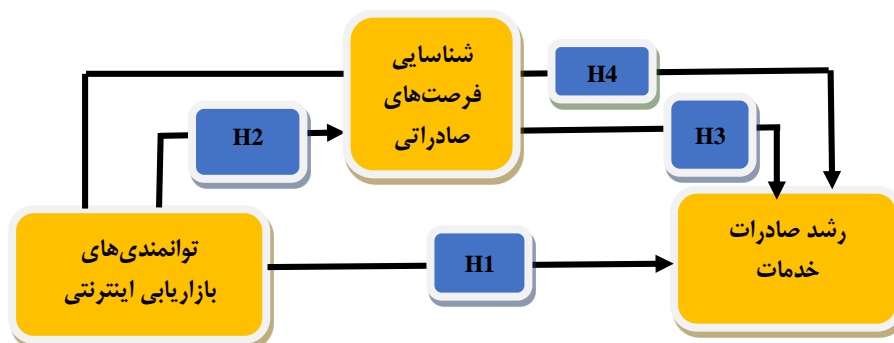 شناسایی
فرصت‌های
صادراتی
H4
H3
H2
توانمندی‌های
بازاریابی اینترنتی
H1
رشد صادرات
خدمات